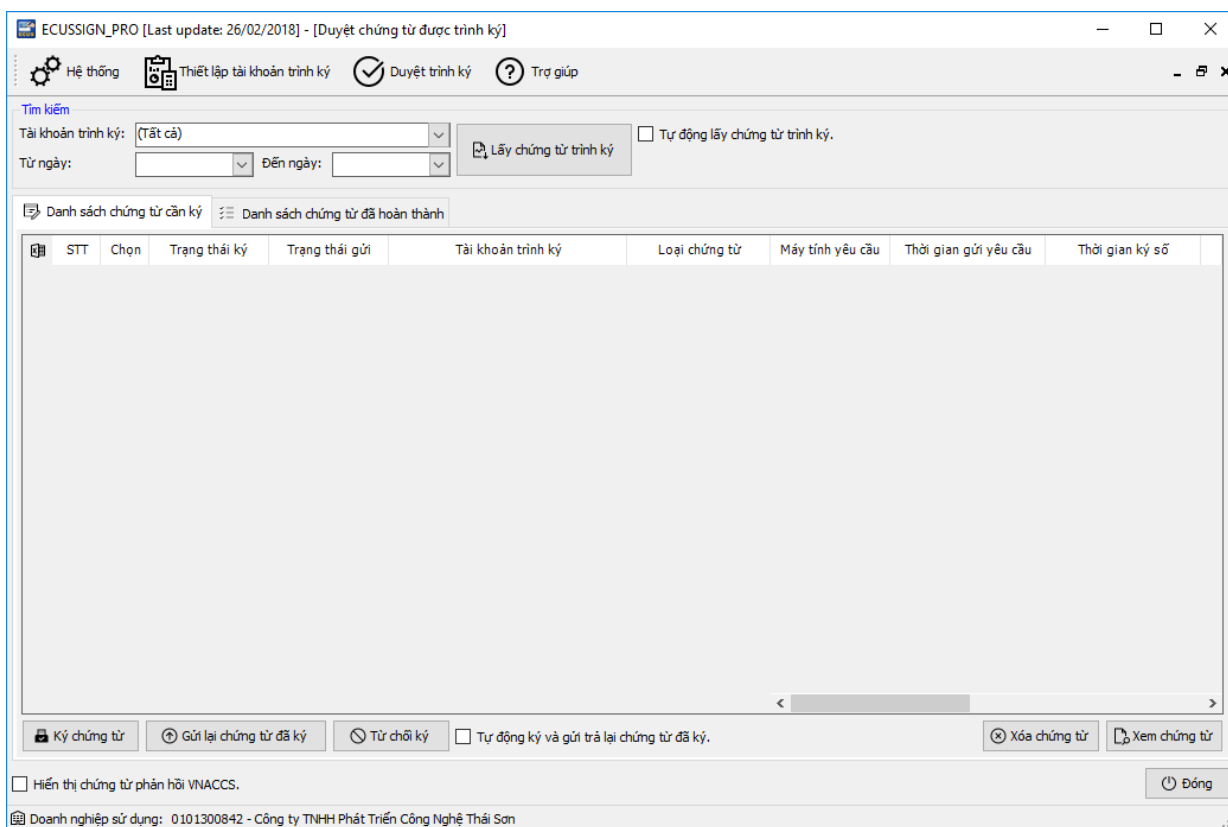 ECUSSIGN_PRO [Last update: 26/02/2018] - [Duyệt chứng từ được trình ký]
Hệ thống Thiết lập tài khoản trình ký Duyệt trình ký Trợ giúp
Tìm kiếm
Tài khoản trình ký: (Tất cả) Lấy chứng từ trình ký Tự động lấy chứng từ trình ký.
Từ ngày: Đến ngày:
Danh sách chứng từ cần ký Danh sách chứng từ đã hoàn thành
STT Chọn Trạng thái ký Trạng thái gửi Tài khoản trình ký Loại chứng từ Máy tính yêu cầu Thời gian gửi yêu cầu Thời gian ký số
Ký chứng từ Gửi lại chứng từ đã ký Từ chối ký Tự động ký và gửi trả lại chứng từ đã ký. Xóa chứng từ Xem chứng từ
Hiển thị chứng từ phản hồi VNACCS. Đóng
Doanh nghiệp sử dụng: 0101300842 - Công ty TNHH Phát Triển Công Nghệ Thái Sơn